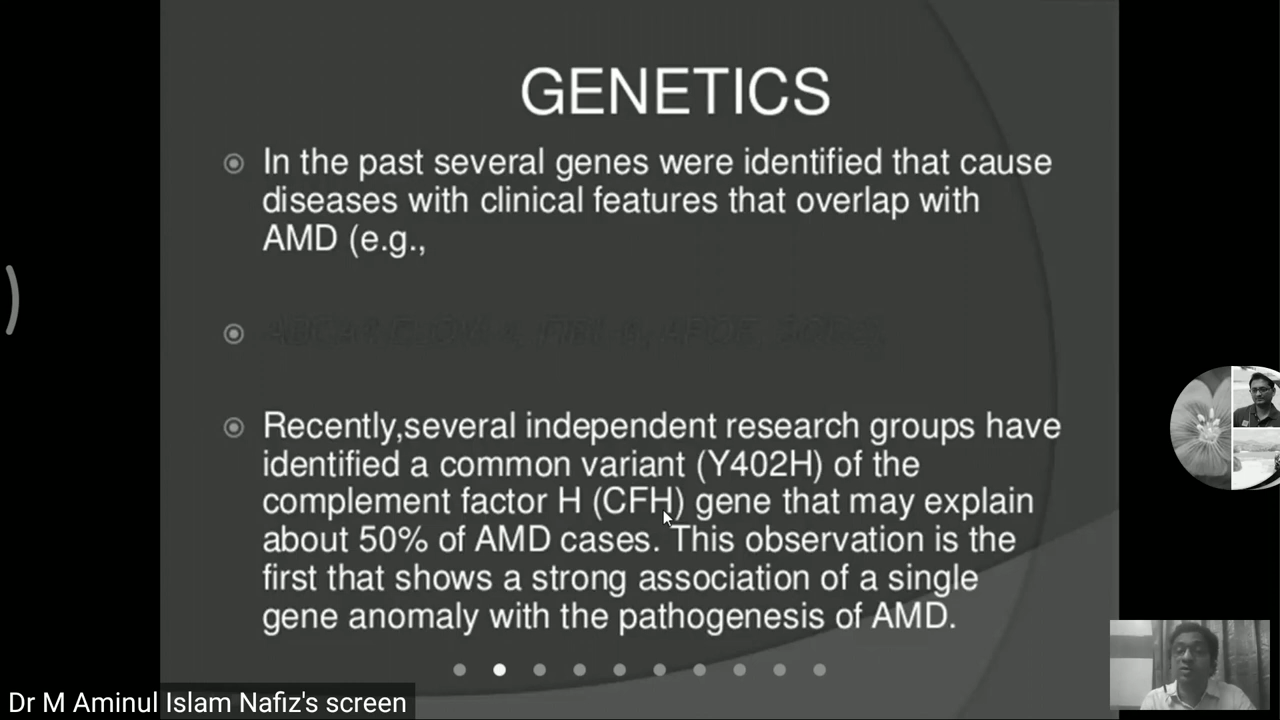 GENETICS
In the past several genes were identified that cause
diseases with clinical features that overlap with
AMD (e.g.,
Recently,several independent research groups have
identified a common variant (Y402H) of the
complement factor H (CFH) gene that may explain
about 50% of AMD cases. This observation is the
first that shows a strong association of a single
gene anomaly with the pathogenesis of AMD.
Dr M Aminul Islam Nafiz's screen